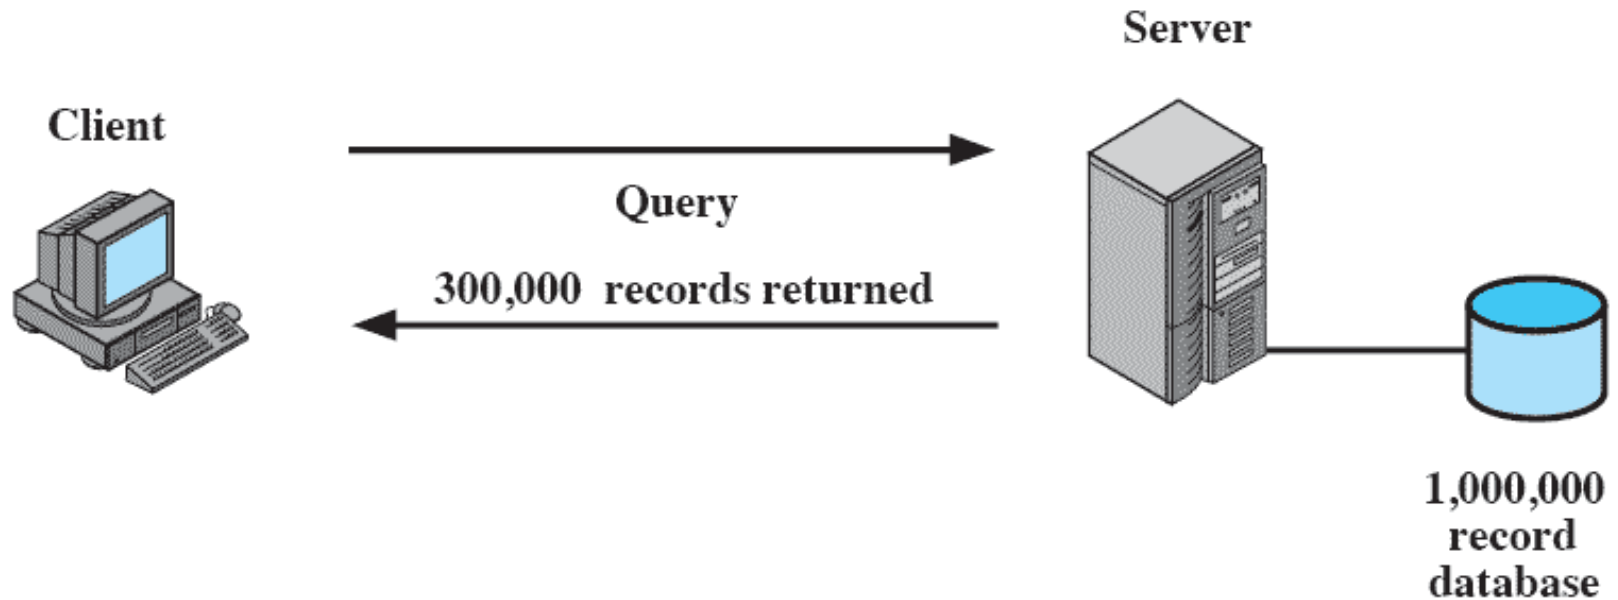 Server
Client
Query
300,000 records returned
1,000,000
record
database